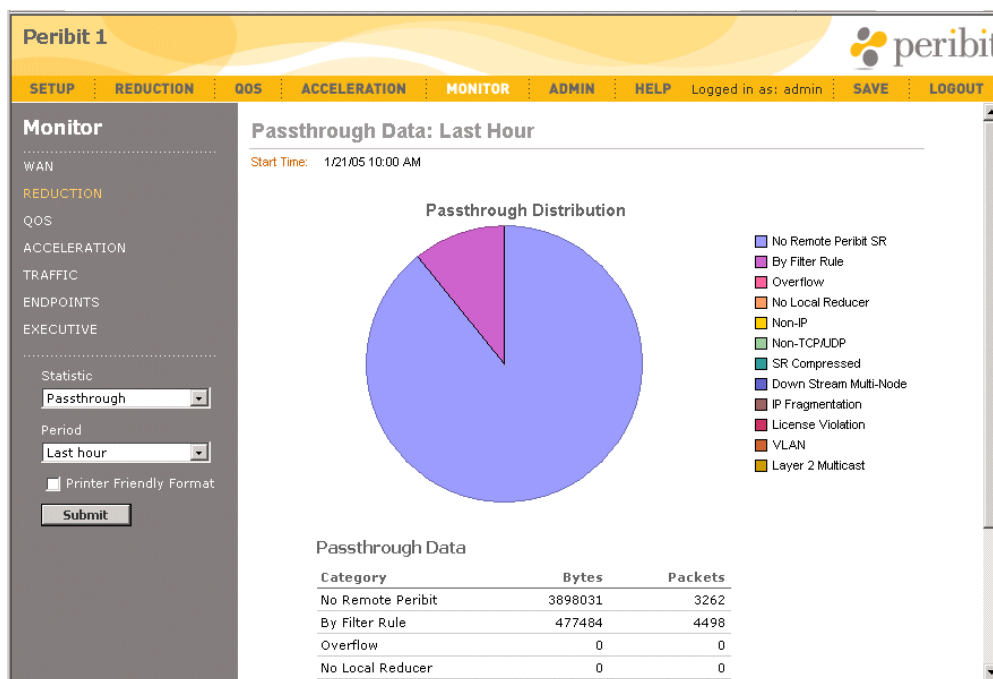 Peribit 1
peribit
SETUP REDUCTION QOS ACCELERATION MONITOR ADMIN HELP Logged in as: admin SAVE LOGOUT
Monitor
WAN
REDUCTION
QOS
ACCELERATION
TRAFFIC
ENDPOINTS
EXECUTIVE
Statistic
Passthrough
Period
Last hour
Printer Friendly Format
Submit
Passthrough Data: Last Hour
Start Time: 1/21/05 10:00 AM
Passthrough Distribution
No Remote Peribit SR
By Filter Rule
Overflow
No Local Reducer
Non-IP
Non-TCP/UDP
SR Compressed
Down Stream Multi-Node
IP Fragmentation
License Violation
VLAN
Layer 2 Multicast
Passthrough Data
Category Bytes Packets
No Remote Peribit 3898031 3262
By Filter Rule 477484 4498
Overflow 0 0
No Local Reducer 0 0